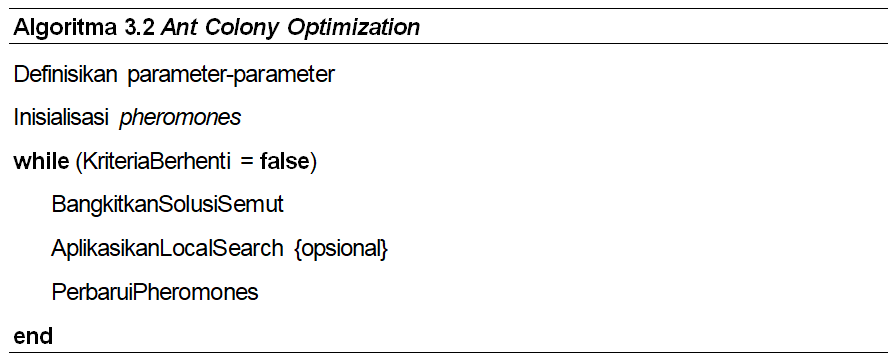 Algoritma 3.2 Ant Colony Optimization
Definisikan parameter-parameter
Inisialisasi pheromones
while (KriteriaBerhenti = false)
BangkitkanSolusiSemut
AplikasikanLocalSearch {opsional}
PerbaruiPheromones
end